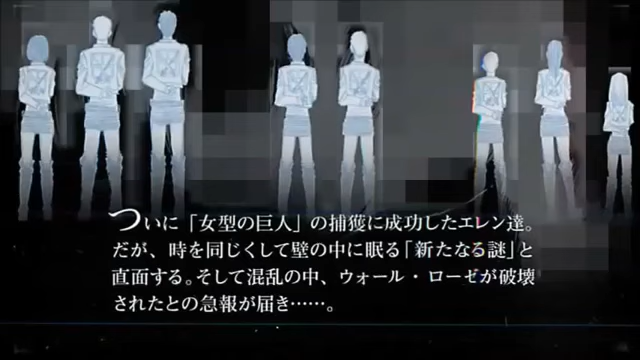 ついに「女型の巨人」の捕獲に成功したエレン達。
だが、時を同じくして壁の中に眠る「新たなる謎」と
直面する。そして混乱の中、ウォール・ローゼが破壊
されたとの急報が届き……。